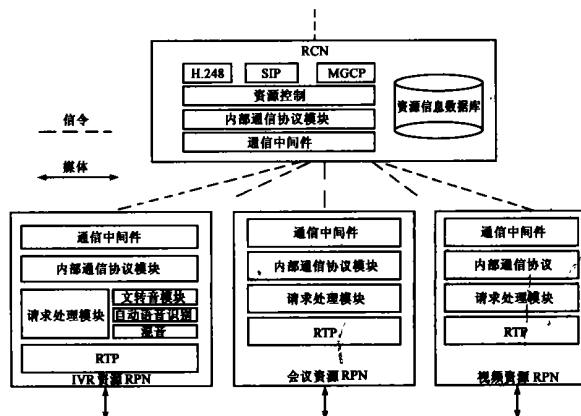 RCN
H.248
SIP
MGCP
资源控制
内部通信协议模块
通信中间件
资源信息数据库
信令
媒体
通信中间件
内部通信协议模块
请求处理模块
文转音模块
自动语音识别
混音
RTP
IVR资源RPN
通信中间件
内部通信协议模块
请求处理模块
RTP
会议资源RPN
通信中间件
内部通信协议
请求处理模块
RTP
视频资源RPN